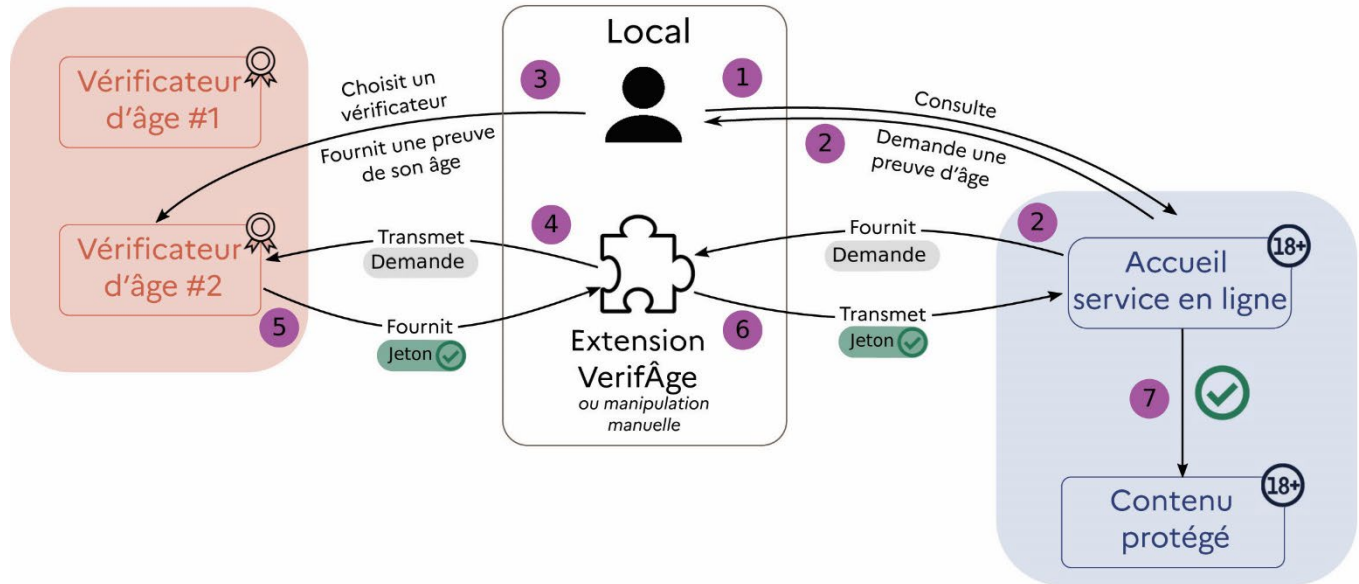 Local
Vérificateur
d'âge #1
3
1
Choisit un
vérificateur
Fournit une preuve
de son âge
Consulte
2
Demande une
preuve d'âge
Vérificateur
d'âge #2
4
Transmet
Demande
5
Fournit
Jeton
Extension
VerifÂge
ou manipulation
manuelle
2
Fournit
Demande
6
Transmet
Jeton
18+
Accueil
service en ligne
7
18+
Contenu
protégé